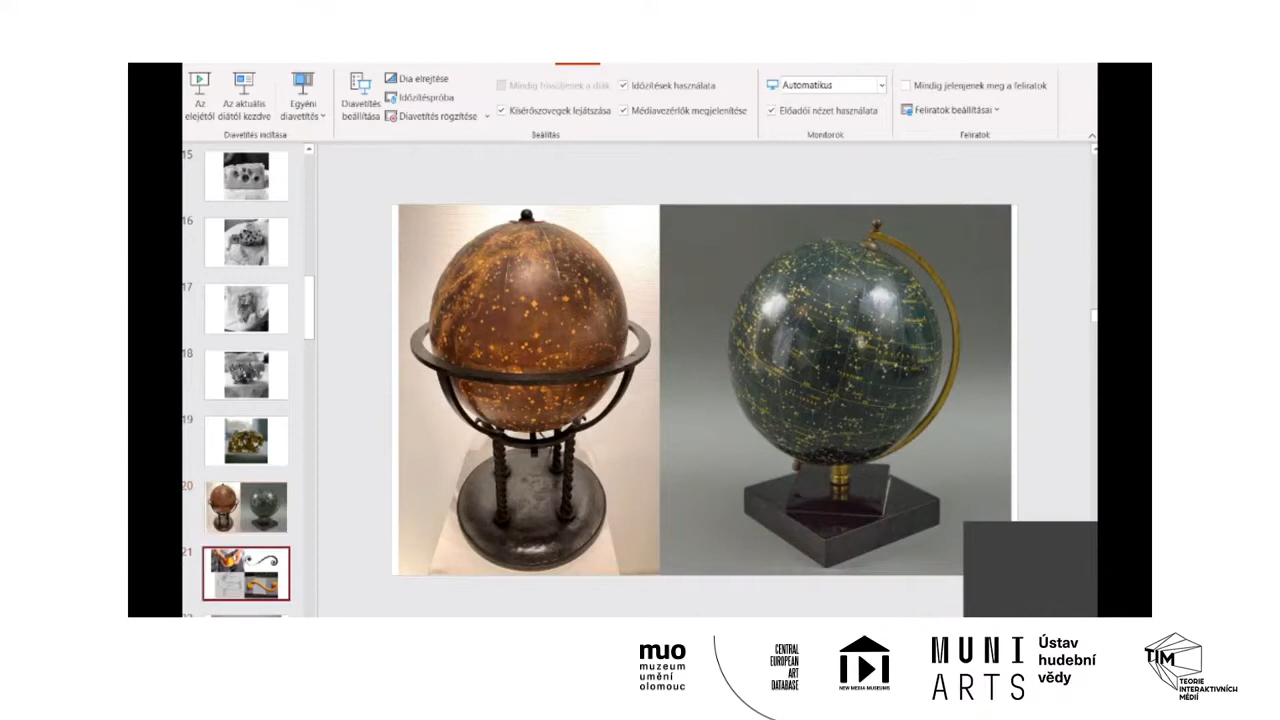 Az elejétől
Az aktuális diától kezdve
Egyéni diavetítés
Diavetítés indítása
Diavetítés beállítása
Dia elrejtése
Időzítéspróba
Diavetítés rögzítése
Mindig frissüljenek a diák
Időzítések használata
Kísérőszövegek lejátszása
Médiavezérlők megjelenítése
Beállítás
Automatikus
Előadói nézet használata
Monitorok
Mindig jelenjenek meg a feliratok
Feliratok beállításai
Feliratok
15
16
17
18
19
20
21
muo
muzeum
umění
olomouc
CENTRAL
EUROPEAN
ART
DATABASE
NEW MEDIA MUSEUMS
MUNI
ARTS
Ústav
hudební
vědy
TIM
TEORIE
INTERAKTIVNÍCH
MÉDIÍ